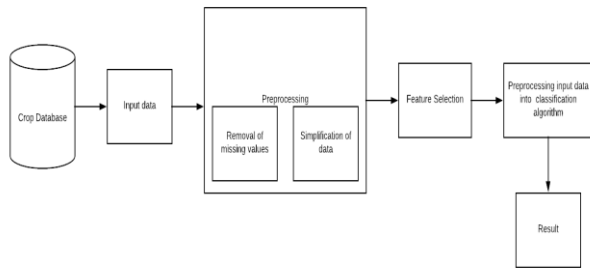 Crop Database
Input data
Preprocessing
Removal of
missing values
Simplification of
data
Feature Selection
Preprocessing input data
into classification
algorithm
Result